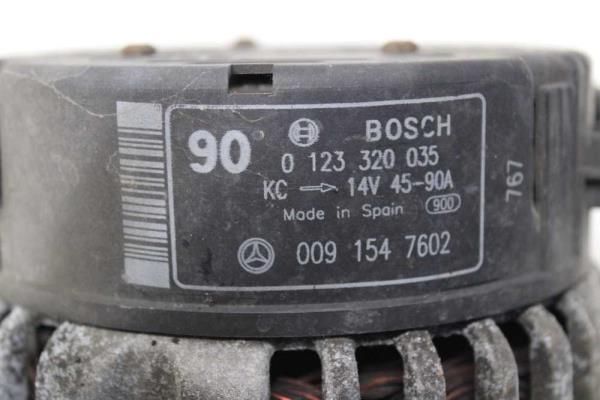 90 BOSCH
0 123 320 035
KC → 14V 45-90A
Made in Spain 900
009 154 7602
767